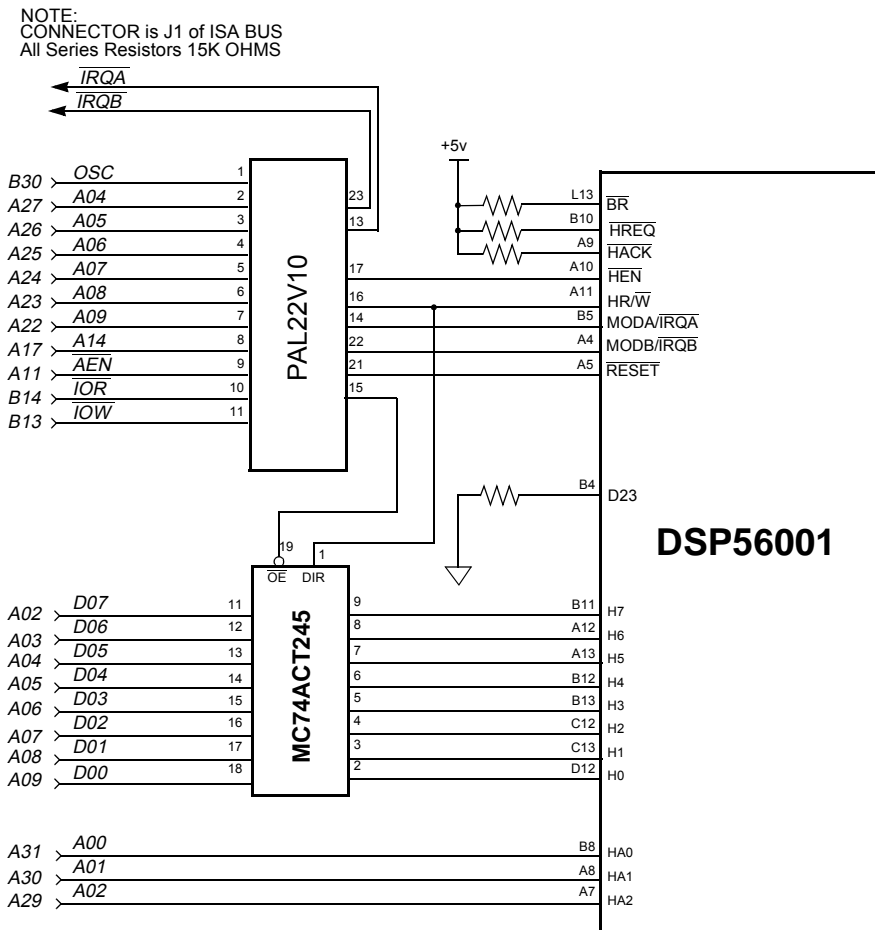 NOTE:
CONNECTOR is J1 of ISA BUS
All Series Resistors 15K OHMS
IRQA
IRQB
+5v
B30 OSC 1
A27 A04 2 23
A26 A05 3 13
A25 A06 4
A24 A07 5 17
A23 A08 6 16
A22 A09 7 14
A17 A14 8 22
A11 AEN 9 21
B14 IOR 10 15
B13 IOW 11
PAL22V10
L13 BR
B10 HREQ
A9 HACK
A10 HEN
A11 HR/W
B5 MODA/IRQA
A4 MODB/IRQB
A5 RESET
B4 D23
DSP56001
19 1
OE DIR
MC74ACT245
A02 D07 11 9 B11 H7
A03 D06 12 8 A12 H6
A04 D05 13 7 A13 H5
A05 D04 14 6 B12 H4
A06 D03 15 5 B13 H3
A07 D02 16 4 C12 H2
A08 D01 17 3 C13 H1
A09 D00 18 2 D12 H0
A31 A00 B8 HA0
A30 A01 A8 HA1
A29 A02 A7 HA2